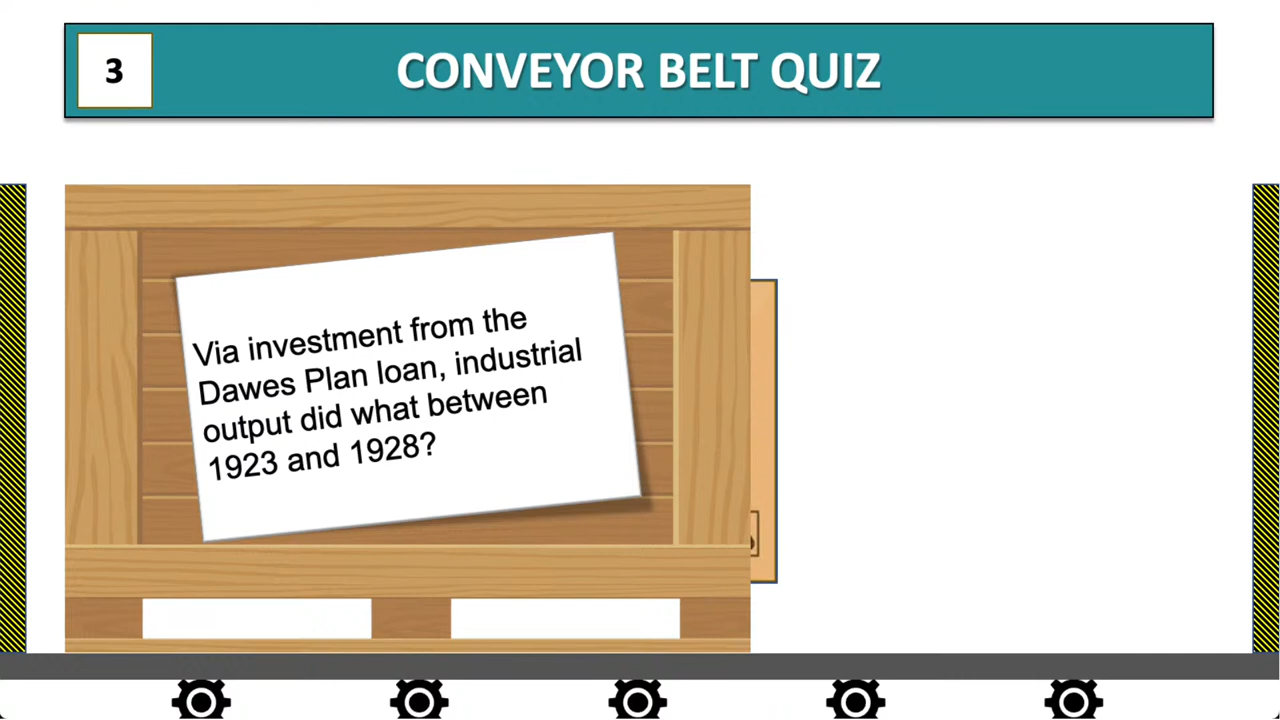 3
CONVEYOR BELT QUIZ
Via investment from the
Dawes Plan loan, industrial
output did what between
1923 and 1928?